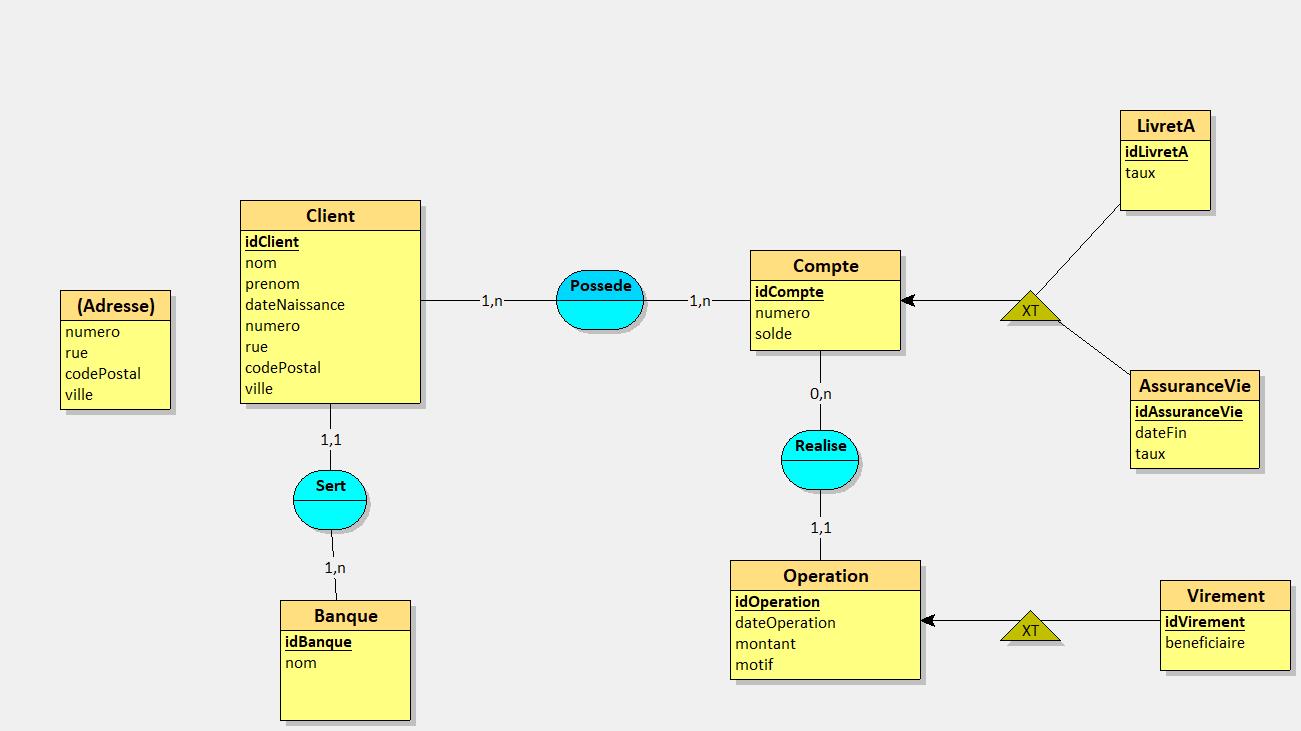 LivretA
idLivretA
taux
Client
idClient
nom
prenom
dateNaissance
numero
rue
codePostal
ville
(Adresse)
numero
rue
codePostal
ville
1,n
Possede
1,n
Compte
idCompte
numero
solde
XT
AssuranceVie
idAssuranceVie
dateFin
taux
1,1
Sert
1,n
0,n
Realise
1,1
Banque
idBanque
nom
Operation
idOperation
dateOperation
montant
motif
XT
Virement
idVirement
beneficiaire